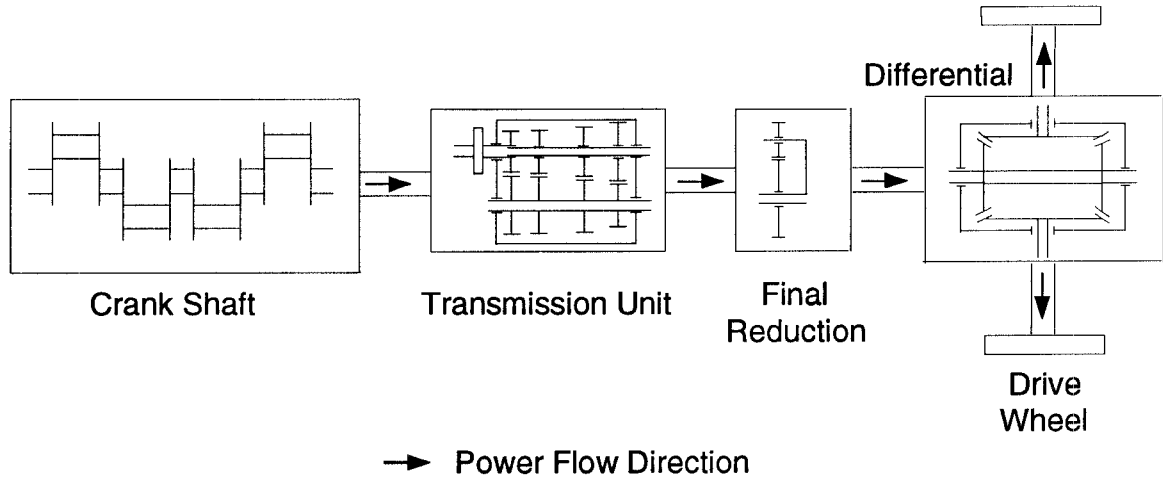 Differential
Crank Shaft
Transmission Unit
Final
Reduction
Drive
Wheel
Power Flow Direction